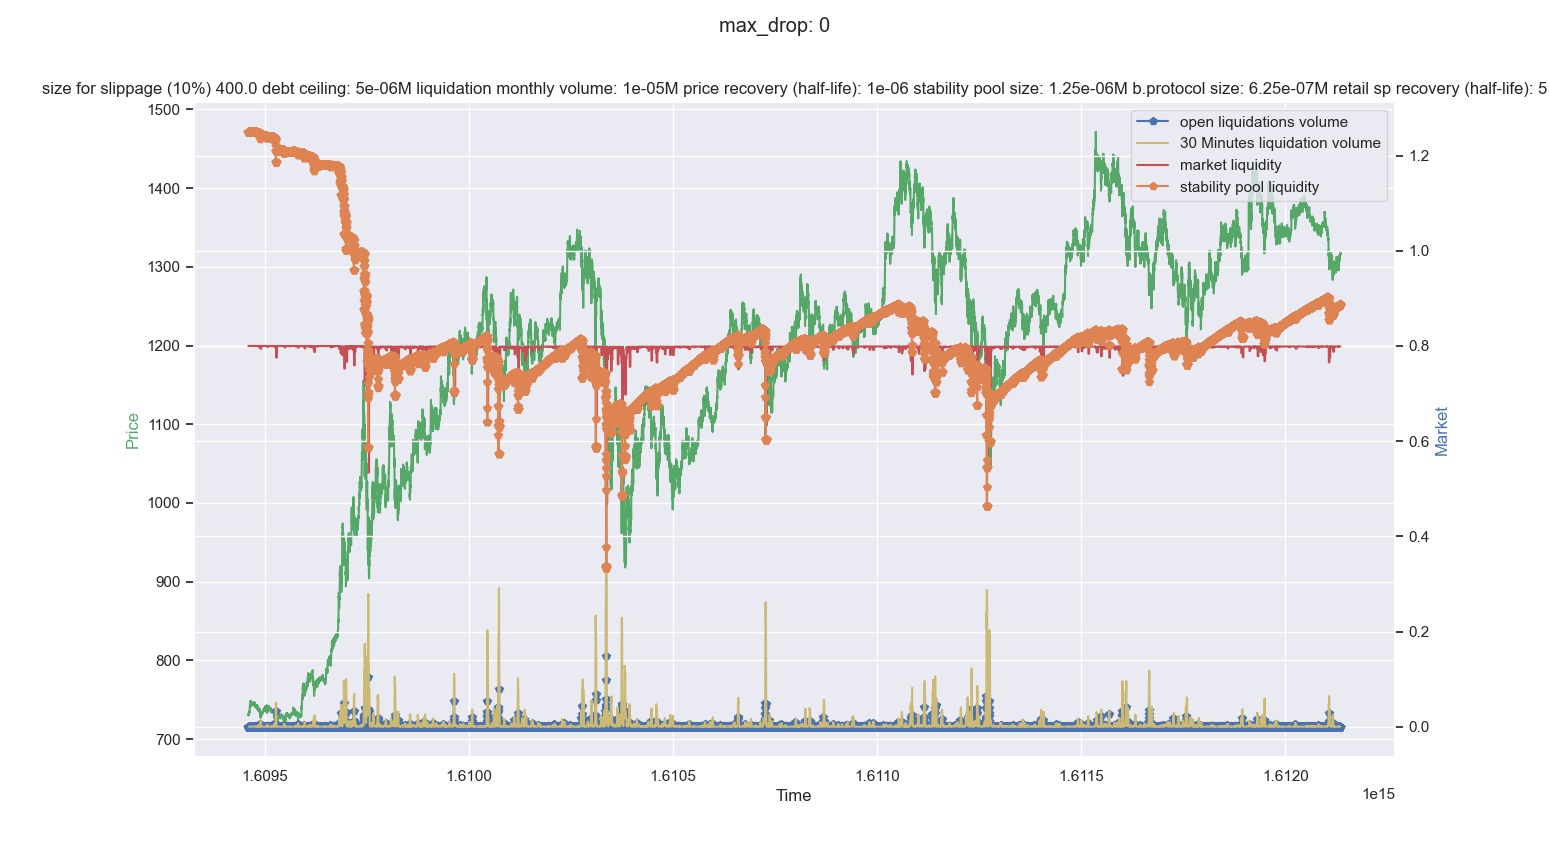 max_drop: 0
size for slippage (10%) 400.0 debt ceiling: 5e-06M liquidation monthly volume: 1e-05M price recovery (half-life): 1e-06 stability pool size: 1.25e-06M b.protocol size: 6.25e-07M retail sp recovery (half-life): 5
open liquidations volume
30 Minutes liquidation volume
market liquidity
stability pool liquidity
Price
1500
1400
1300
1200
1100
1000
900
800
700
1.2
1.0
0.8
0.6
0.4
0.2
0.0
Market
1.6095 1.6100 1.6105 1.6110 1.6115 1.6120
Time
1e15